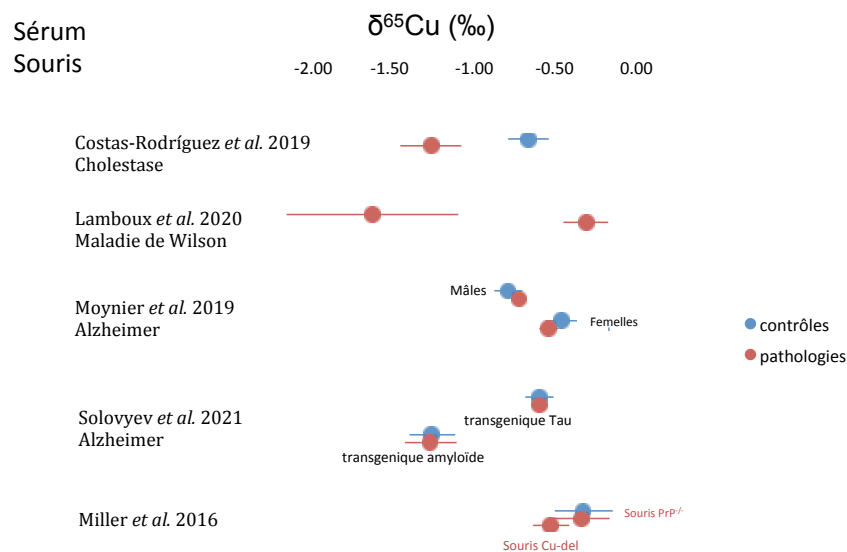 Sérum
Souris
δ⁶⁵Cu (‰)
-2.00 -1.50 -1.00 -0.50 0.00
Costas-Rodríguez et al. 2019
Cholestase
Lamboux et al. 2020
Maladie de Wilson
Moynier et al. 2019
Alzheimer
Mâles
Femelles
contrôles
pathologies
Solovyev et al. 2021
Alzheimer
transgenique Tau
transgenique amyloïde
Miller et al. 2016
Souris PrP⁻/⁻
Souris Cu-del